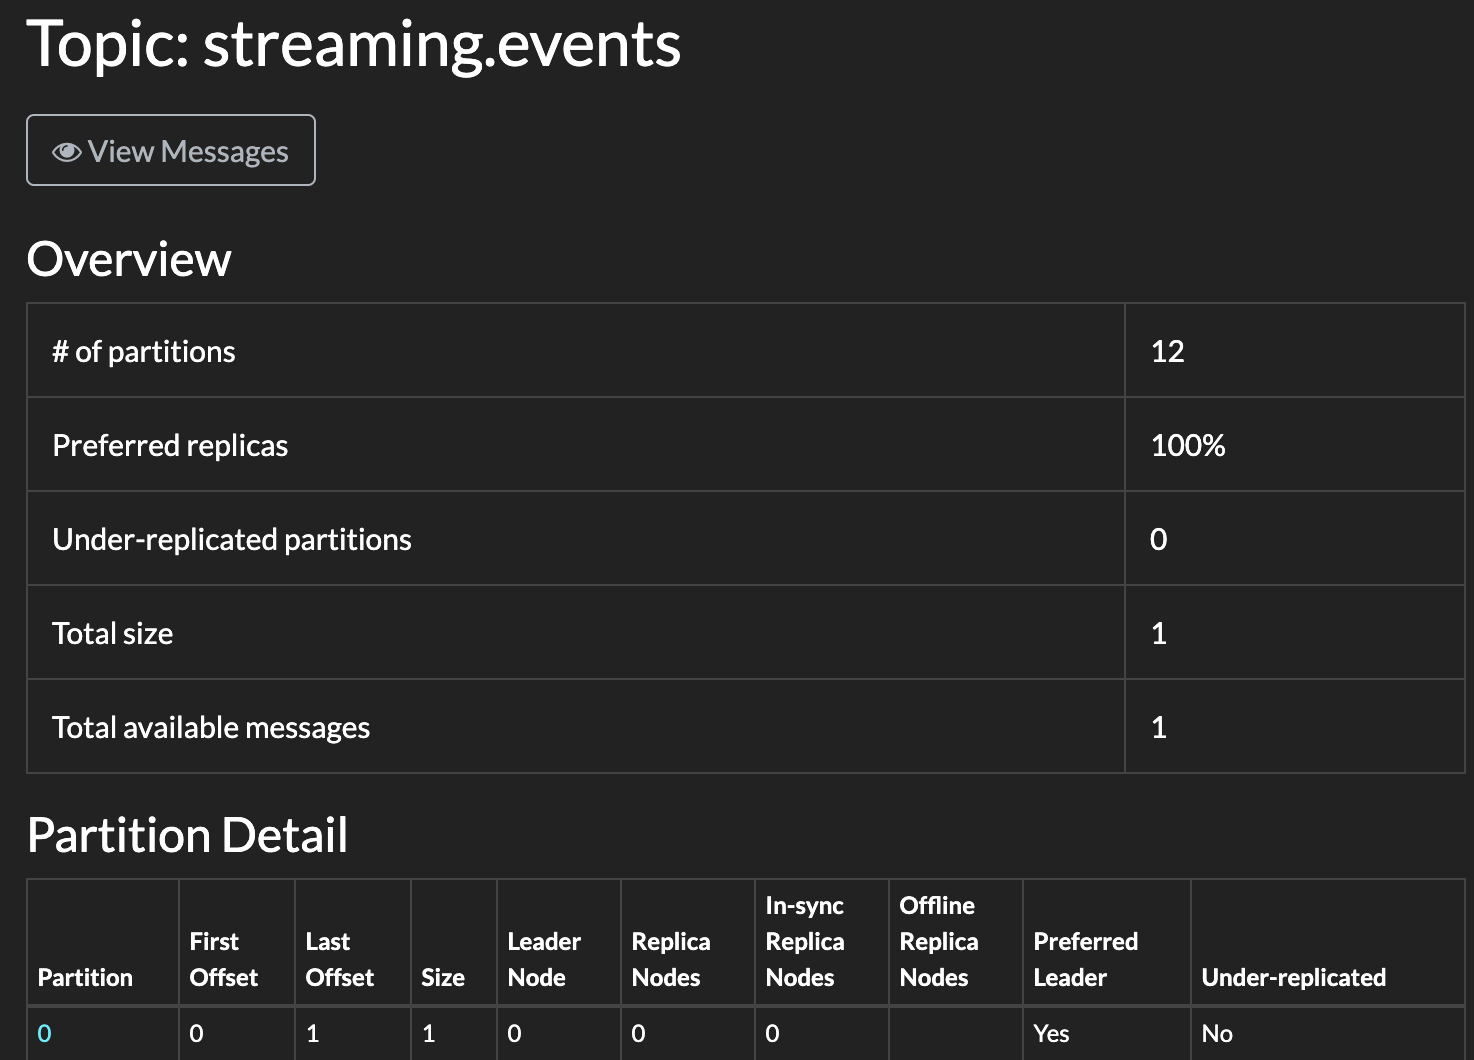 Topic: streaming.events
View Messages
Overview
# of partitions 12
Preferred replicas 100%
Under-replicated partitions 0
Total size 1
Total available messages 1
Partition Detail
Partition First Offset Last Offset Size Leader Node Replica Nodes In-sync Replica Nodes Offline Replica Nodes Preferred Leader Under-replicated
0 0 1 1 0 0 0 Yes No